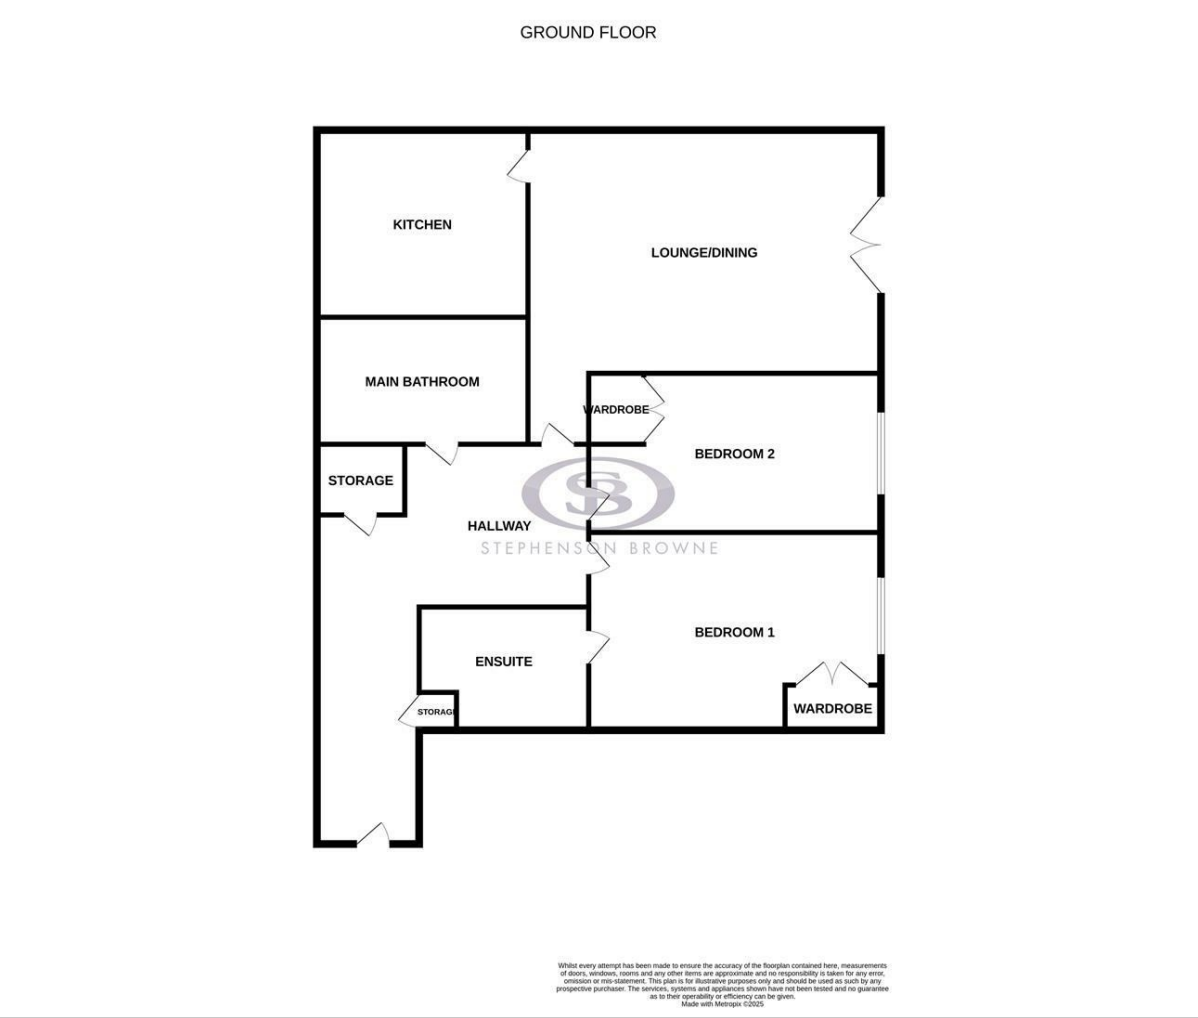 GROUND FLOOR
KITCHEN
LOUNGE/DINING
MAIN BATHROOM
WARDROBE
BEDROOM 2
STORAGE
HALLWAY
SB
STEPHENSON BROWNE
BEDROOM 1
ENSUITE
WARDROBE
STORAGE
Whilst every attempt has been made to ensure the accuracy of the floorplan contained here, measurements
of doors, windows, rooms and any other items are approximate and no responsibility is taken for any error,
omission or mis-statement. This plan is for illustrative purposes only and should be used as such by any
prospective purchaser. The services, systems and appliances shown have not been tested and no guarantee
as to their operability or efficiency can be given.
Made with Metropix ©2025